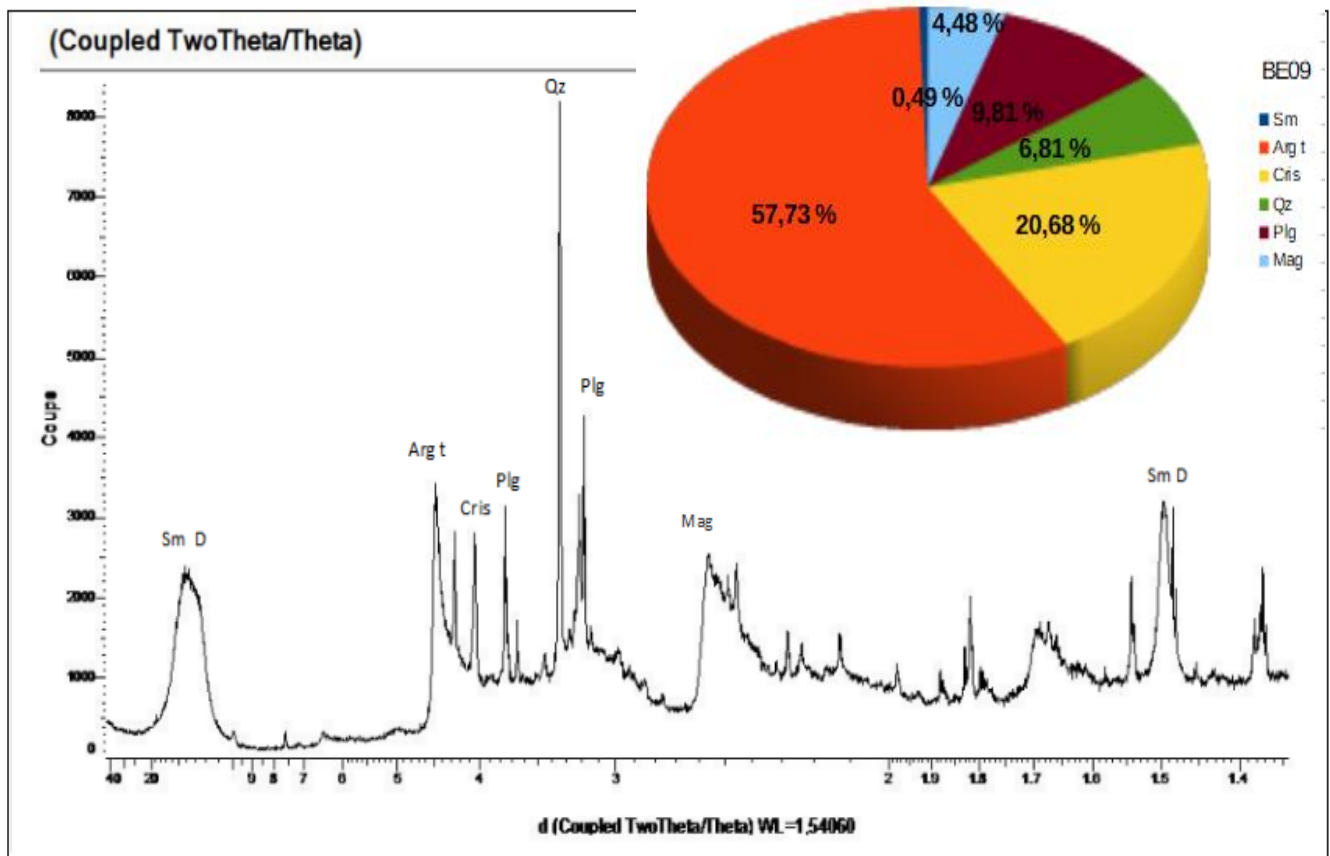 (Coupled TwoTheta/Theta)
4,48 %
0,49 %
9,81 %
6,81 %
57,73 %
20,68 %
BE09
Sm
Arg t
Cris
Qz
Plg
Mag
Qz
Plg
Arg t
Plg
Cris
Sm D
Mag
Sm D
Coups
8000
7000
6000
5000
4000
3000
2000
1000
0
40 20 9 8 7 6 5 4 3 2 1.9 1.8 1.7 1.6 1.5 1.4
d (Coupled TwoTheta/Theta) WL=1,54060